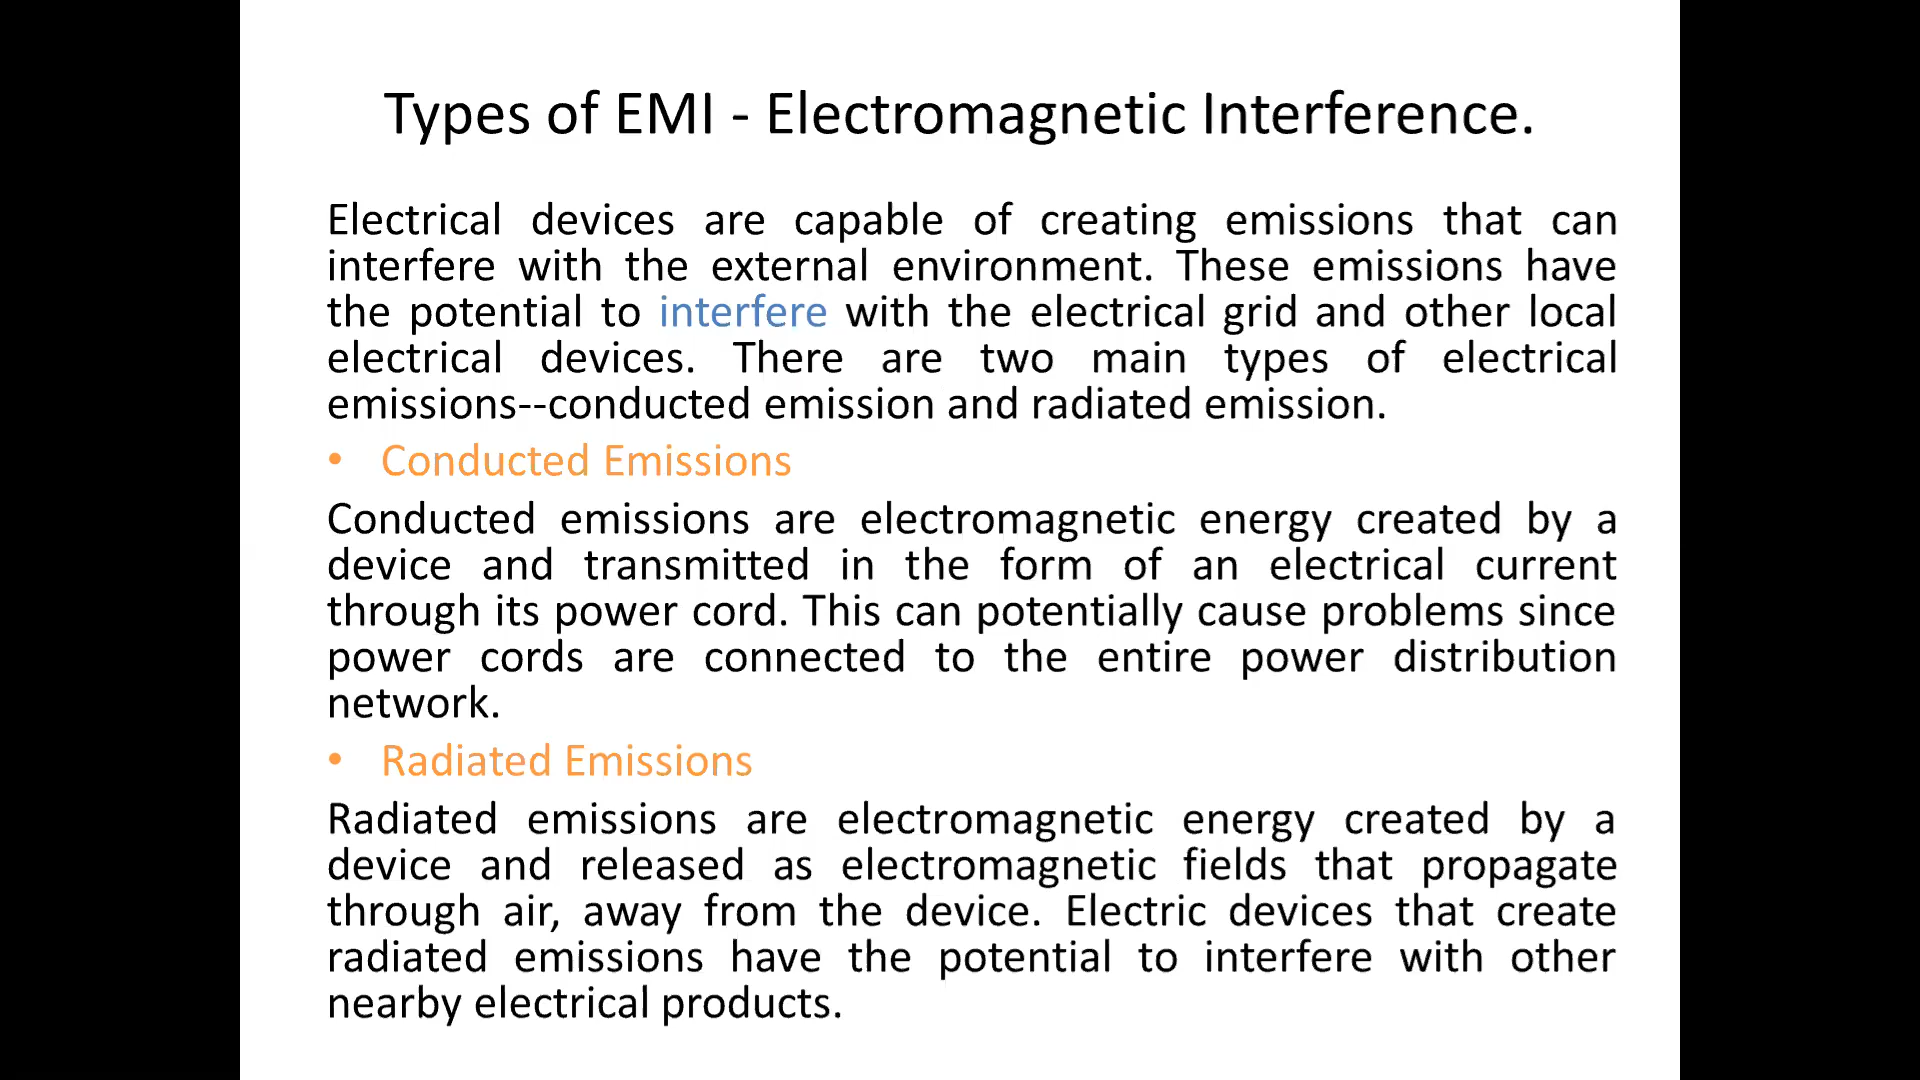 Types of EMI - Electromagnetic Interference.
Electrical devices are capable of creating emissions that can
interfere with the external environment. These emissions have
the potential to interfere with the electrical grid and other local
electrical devices. There are two main types of electrical
emissions--conducted emission and radiated emission.
• Conducted Emissions
Conducted emissions are electromagnetic energy created by a
device and transmitted in the form of an electrical current
through its power cord. This can potentially cause problems since
power cords are connected to the entire power distribution
network.
• Radiated Emissions
Radiated emissions are electromagnetic energy created by a
device and released as electromagnetic fields that propagate
through air, away from the device. Electric devices that create
radiated emissions have the potential to interfere with other
nearby electrical products.